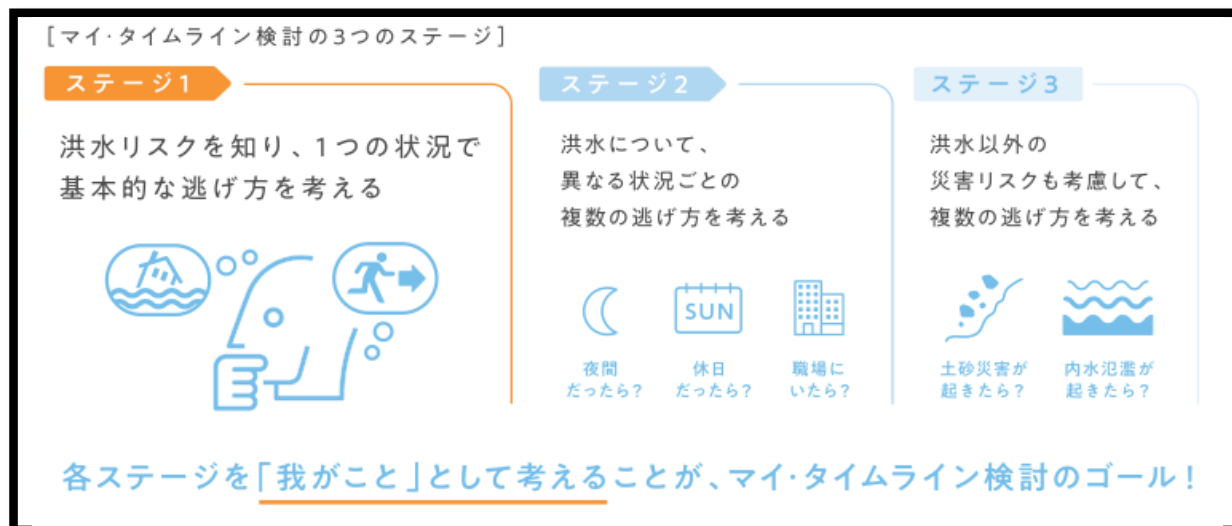 [マイ・タイムライン検討の3つのステージ]
ステージ1
洪水リスクを知り、1つの状況で
基本的な逃げ方を考える
ステージ2
洪水について、
異なる状況ごとの
複数の逃げ方を考える
SUN
夜間
だったら?
休日
だったら?
職場に
いたら?
ステージ3
洪水以外の
災害リスクも考慮して、
複数の逃げ方を考える
土砂災害が
起きたら?
内水氾濫が
起きたら?
各ステージを「我がこと」として考えることが、マイ・タイムライン検討のゴール!